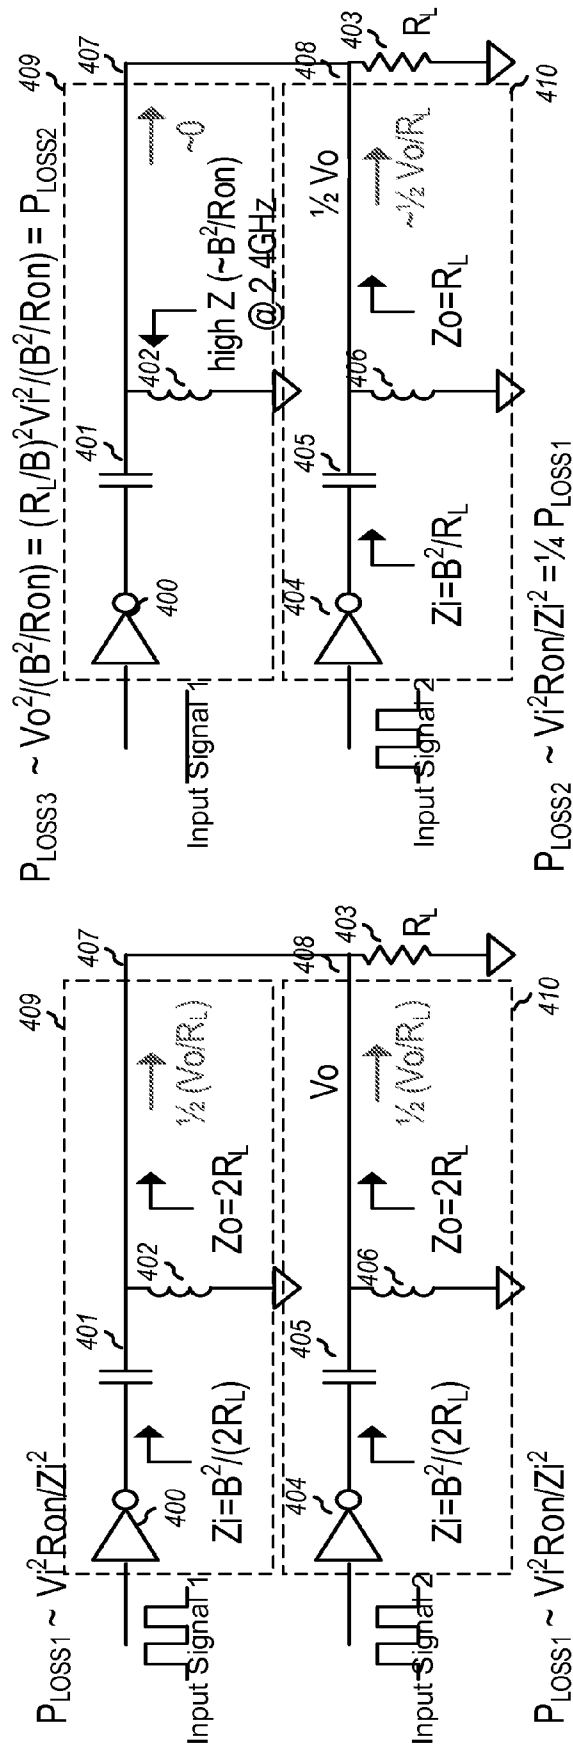 P_LOSS1 ~ Vi²Ron/Zi²
409
407
401
402
400
Zi=B²/(2R_L)
Zo=2R_L
½ (Vo/R_L)
Input Signal 1
408
403
R_L
404
405
406
Vo
Zi=B²/(2R_L)
Zo=2R_L
½ (Vo/R_L)
Input Signal 2
410
P_LOSS1 ~ Vi²Ron/Zi²
P_LOSS3 ~ Vo²/(B²/Ron) = (R_L/B)²Vi²/(B²/Ron) = P_LOSS2
409
407
401
402
400
~0
high Z (~B²/Ron)
@ 2.4GHz
Input Signal 1
408
403
R_L
404
405
406
½ Vo
Zi=B²/R_L
Zo=R_L
~½ Vo/R_L
Input Signal 2
410
P_LOSS2 ~ Vi²Ron/Zi² = ¼ P_LOSS1